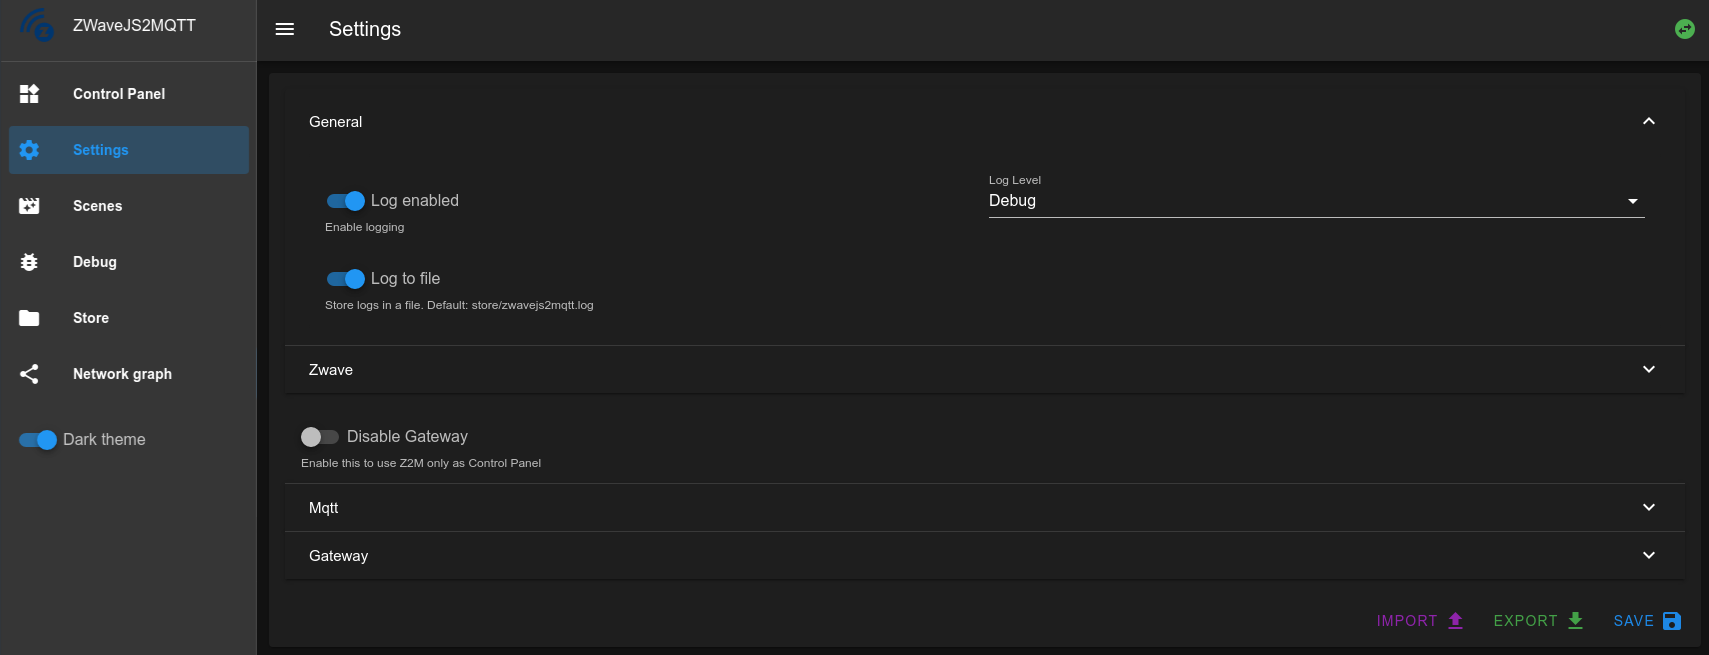 ZWaveJS2MQTT
Settings
Control Panel
Settings
Scenes
Debug
Store
Network graph
Dark theme
General
Log enabled
Enable logging
Log Level
Debug
Log to file
Store logs in a file. Default: store/zwavejs2mqtt.log
Zwave
Disable Gateway
Enable this to use Z2M only as Control Panel
Mqtt
Gateway
IMPORT EXPORT SAVE